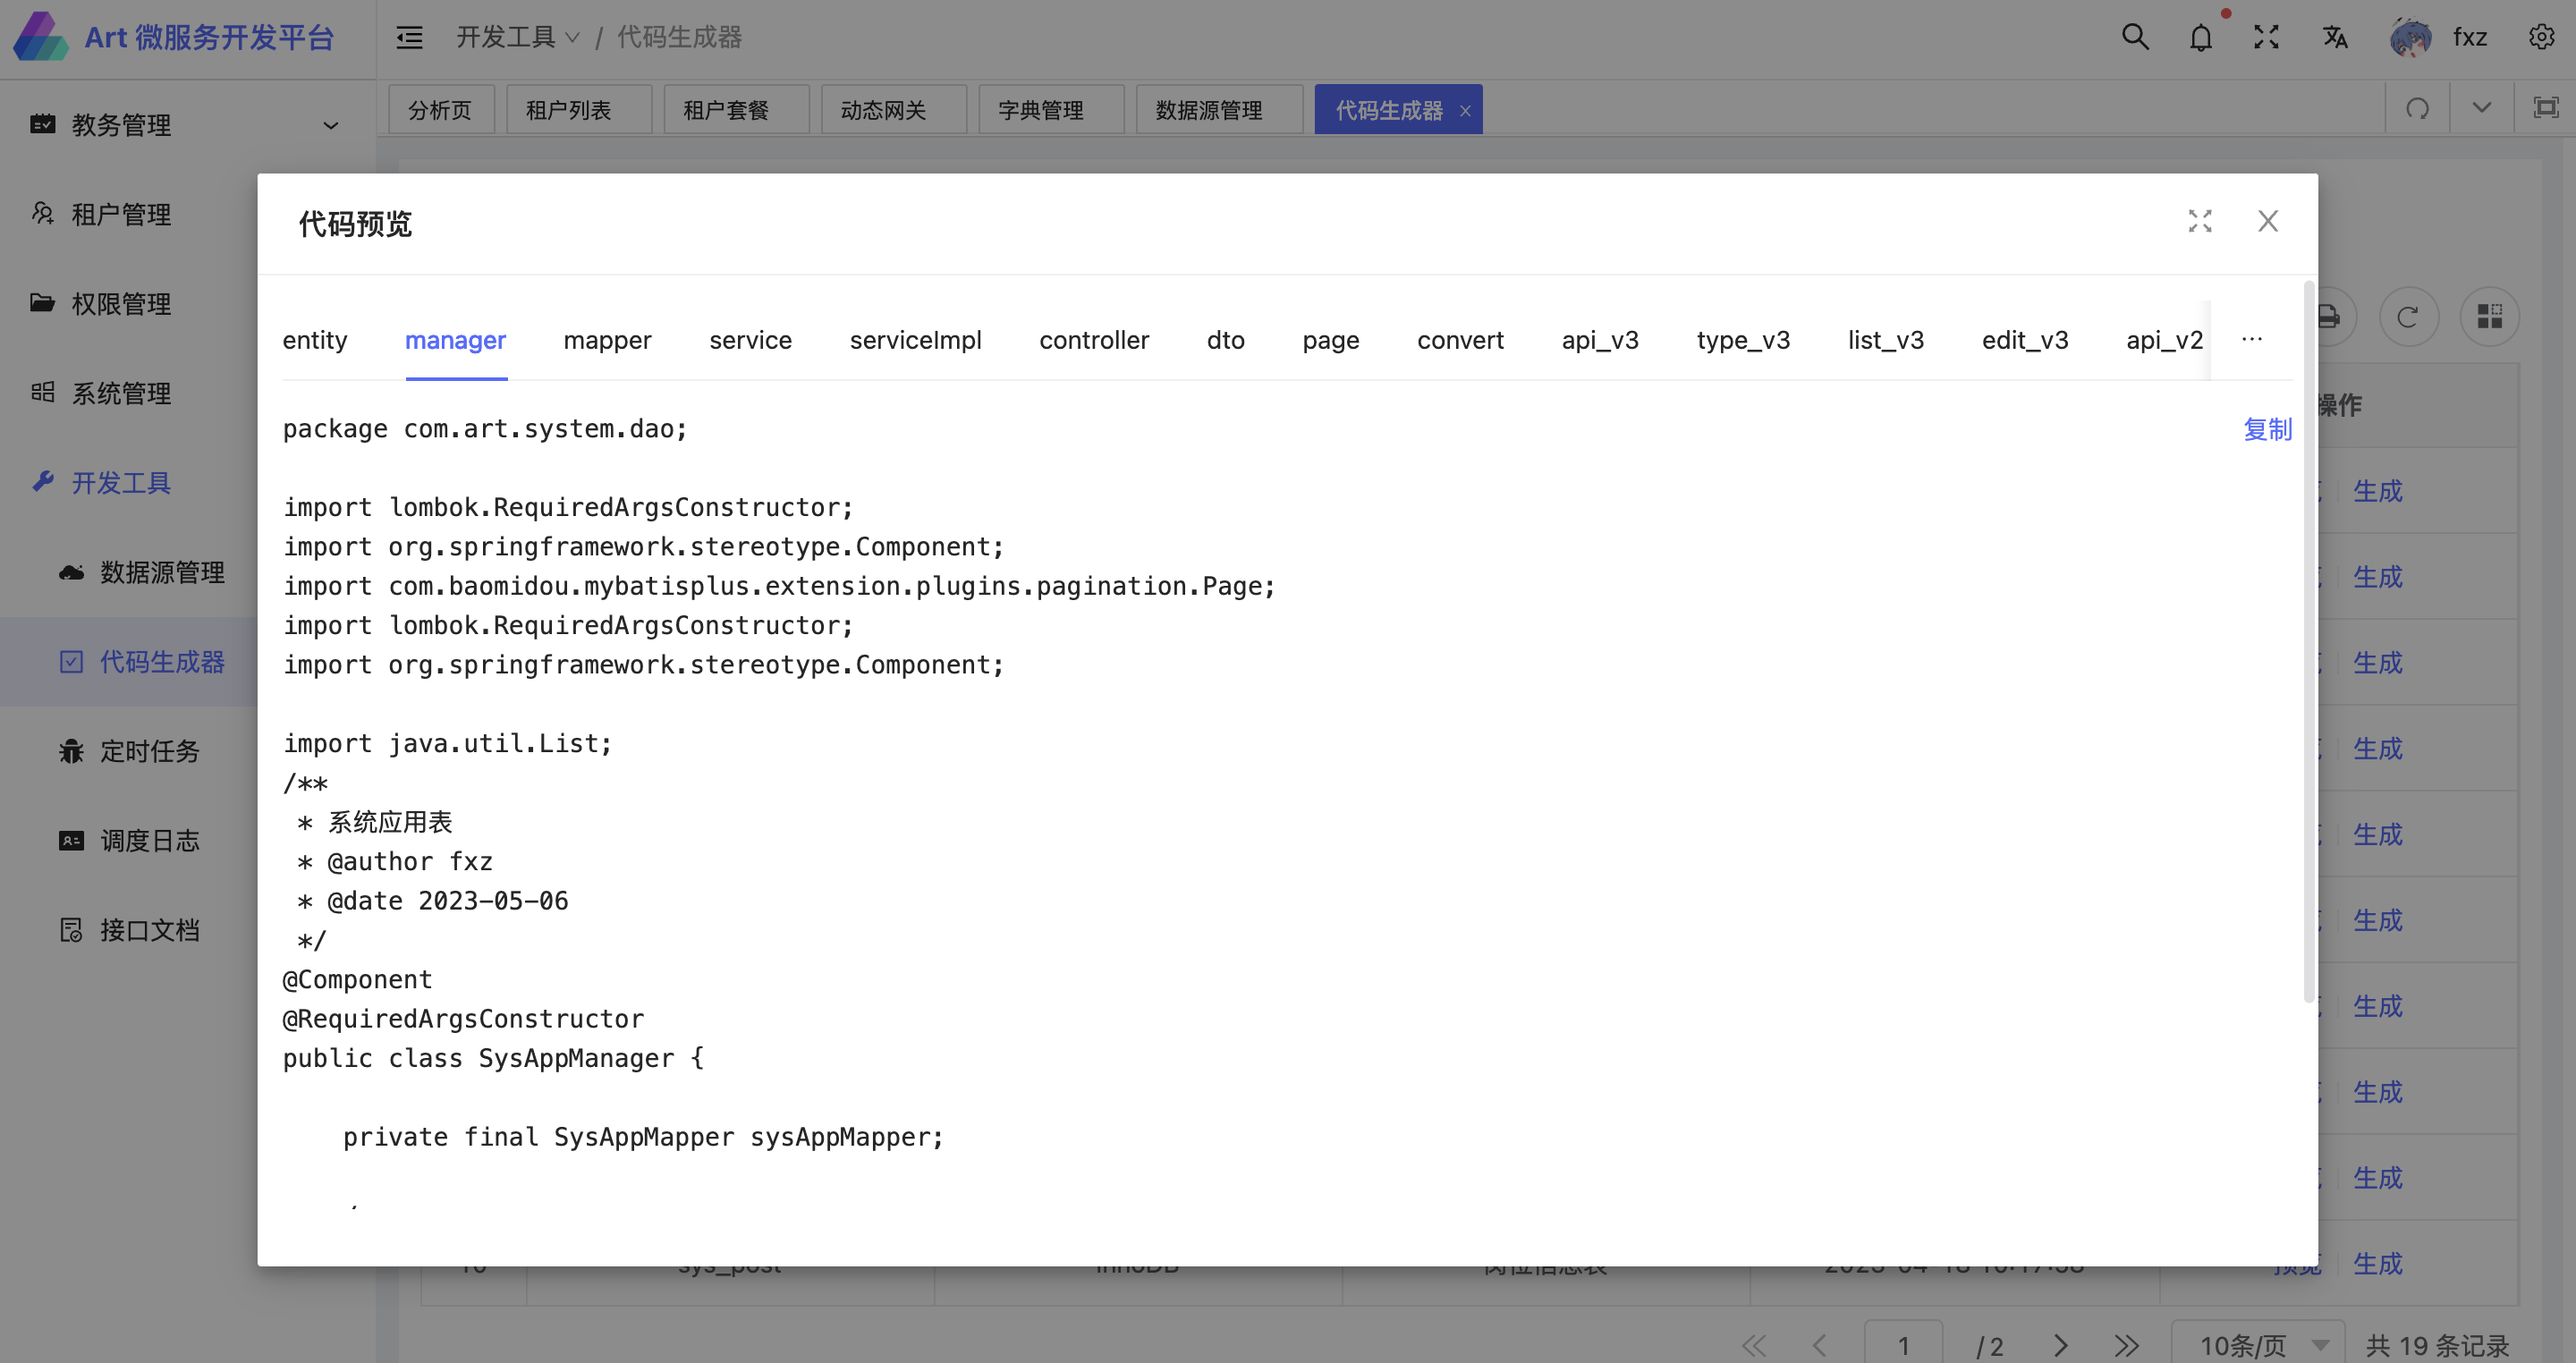 Art 微服务开发平台
开发工具 / 代码生成器
fxz
分析页 租户列表 租户套餐 动态网关 字典管理 数据源管理 代码生成器
教务管理
租户管理
权限管理
系统管理
开发工具
数据源管理
代码生成器
定时任务
调度日志
接口文档
代码预览
entity manager mapper service serviceImpl controller dto page convert api_v3 type_v3 list_v3 edit_v3 api_v2 ···
复制
package com.art.system.dao;
import lombok.RequiredArgsConstructor;
import org.springframework.stereotype.Component;
import com.baomidou.mybatisplus.extension.plugins.pagination.Page;
import lombok.RequiredArgsConstructor;
import org.springframework.stereotype.Component;
import java.util.List;
/**
* 系统应用表
* @author fxz
* @date 2023-05-06
*/
@Component
@RequiredArgsConstructor
public class SysAppManager {
private final SysAppMapper sysAppMapper;
操作
生成
生成
生成
生成
生成
生成
生成
生成
生成
sys_post InnoDB 岗位信息表 预览 生成
1 / 2 10条/页 共 19 条记录